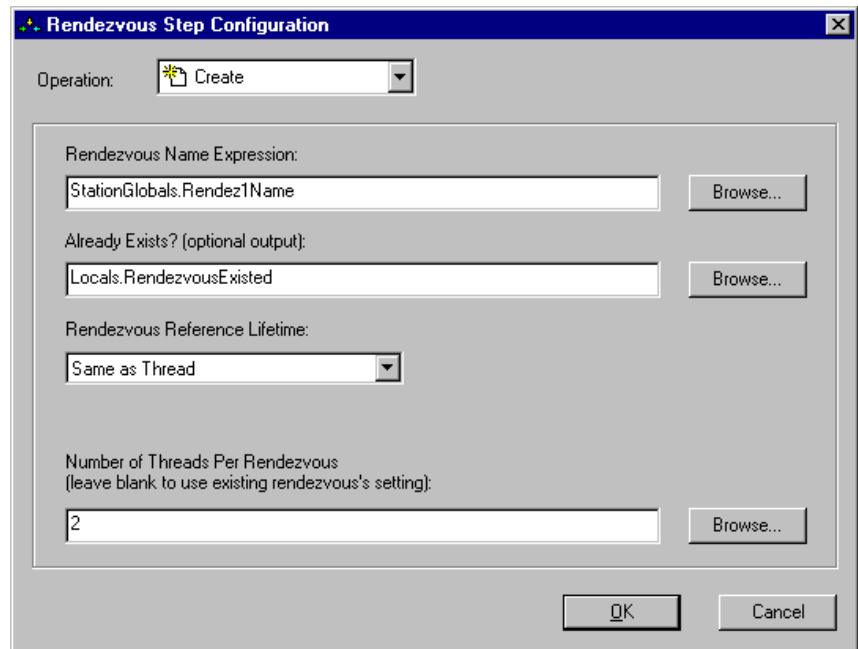 Rendezvous Step Configuration
Operation: Create
Rendezvous Name Expression:
StationGlobals.Rendez1Name Browse...
Already Exists? (optional output):
Locals.RendezvousExisted Browse...
Rendezvous Reference Lifetime:
Same as Thread
Number of Threads Per Rendezvous
(leave blank to use existing rendezvous's setting):
2 Browse...
OK Cancel